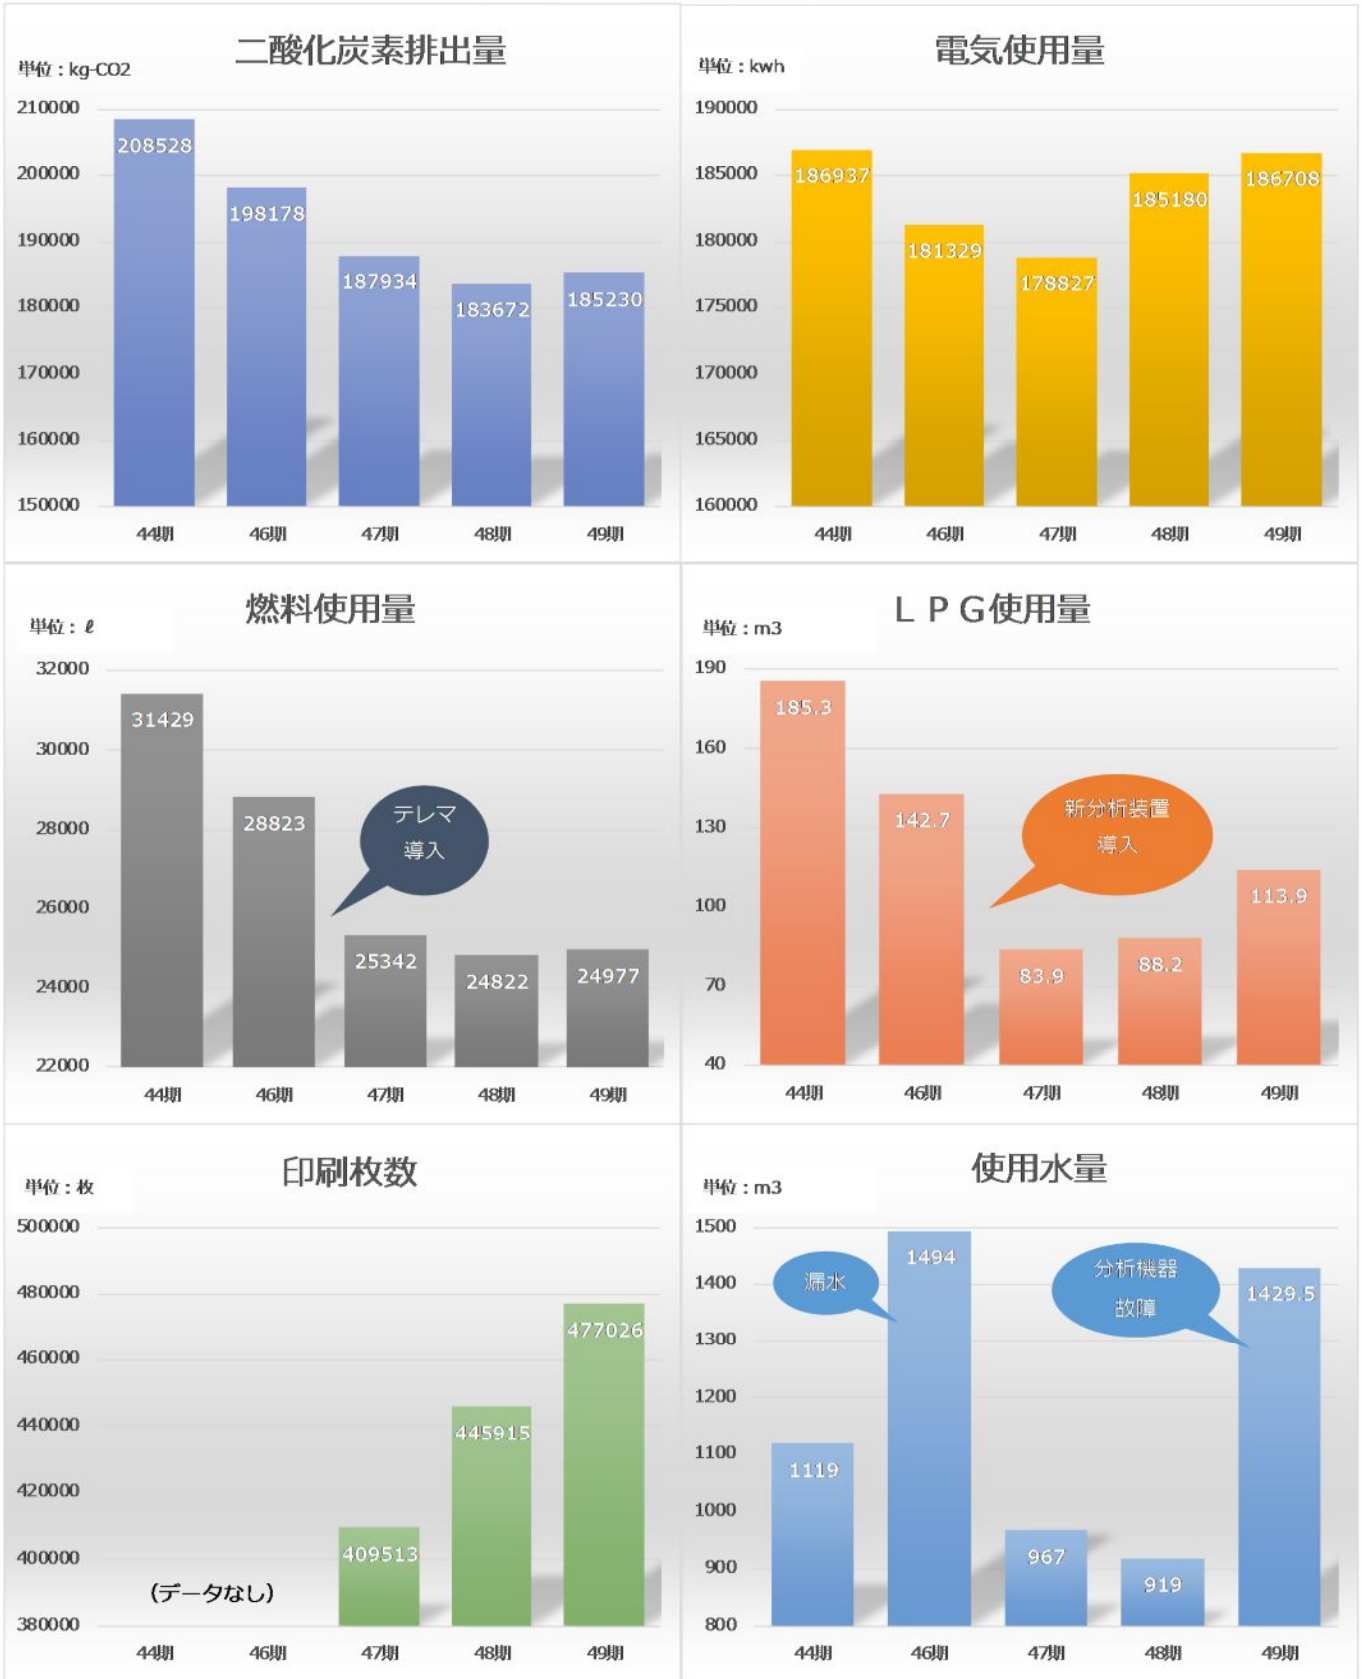 二酸化炭素排出量
単位：kg-CO2
210000
200000
190000
180000
170000
160000
150000
208528
198178
187934
183672
185230
44期 46期 47期 48期 49期
電気使用量
単位：kwh
190000
185000
180000
175000
170000
165000
160000
186937
181329
178827
185180
186708
44期 46期 47期 48期 49期
燃料使用量
単位：ℓ
32000
30000
28000
26000
24000
22000
31429
28823
テレマ
導入
25342
24822
24977
44期 46期 47期 48期 49期
ＬＰＧ使用量
単位：m3
190
160
130
100
70
40
185.3
142.7
新分析装置
導入
83.9
88.2
113.9
44期 46期 47期 48期 49期
印刷枚数
単位：枚
500000
480000
460000
440000
420000
400000
380000
（データなし）
409513
445915
477026
44期 46期 47期 48期 49期
使用水量
単位：m3
1500
1400
1300
1200
1100
1000
900
800
漏水
1119
1494
967
919
分析機器
故障
1429.5
44期 46期 47期 48期 49期